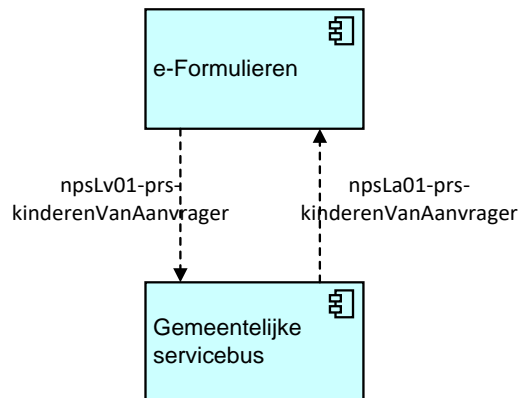 e-Formulieren
npsLv01-prs-
kinderenVanAanvrager
npsLa01-prs-
kinderenVanAanvrager
Gemeentelijke
servicebus